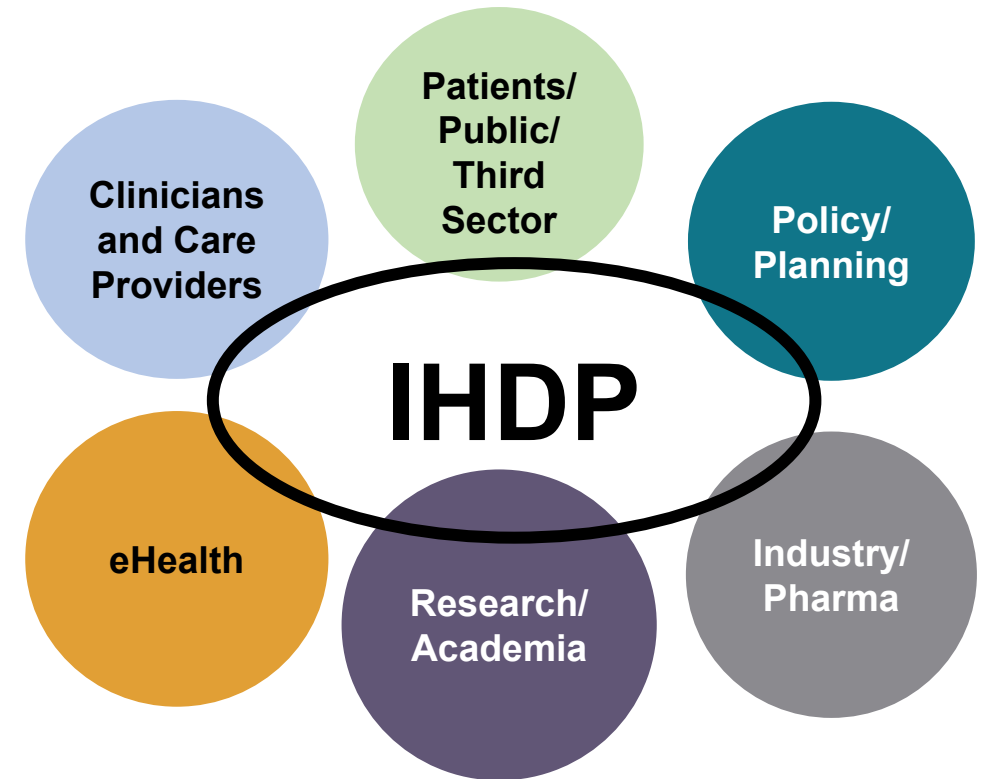 Patients/
Public/
Third
Sector
Clinicians
and Care
Providers
Policy/
Planning
IHDP
eHealth
Research/
Academia
Industry/
Pharma